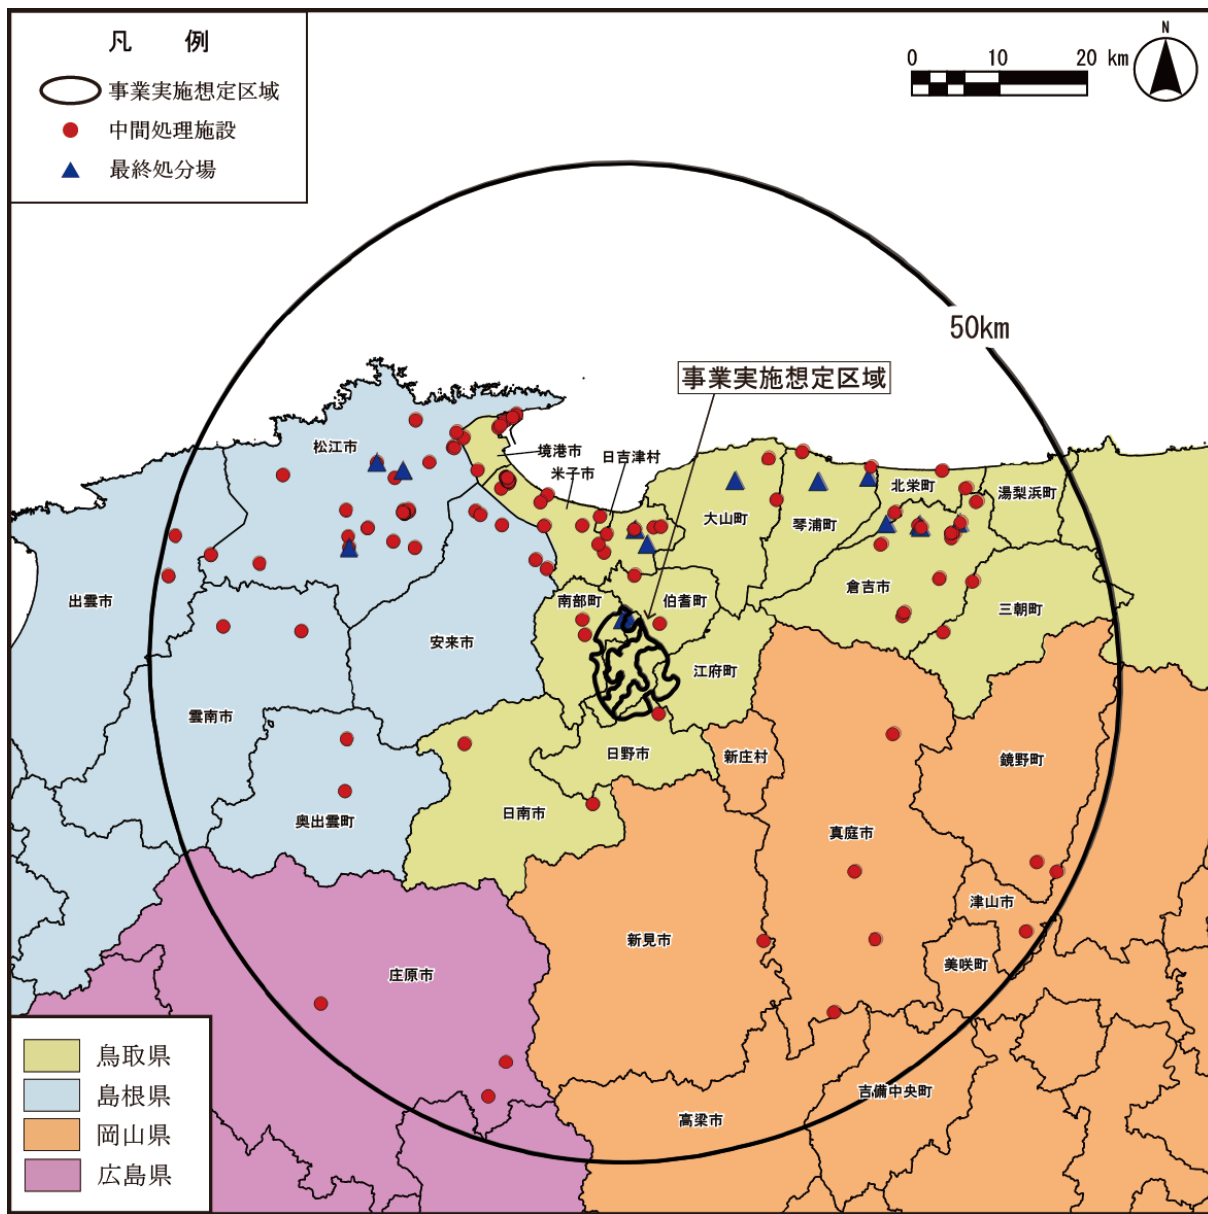 凡 例
事業実施想定区域
中間処理施設
最終処分場
0 10 20 km
N
50km
事業実施想定区域
松江市
境港市
米子市
日吉津村
大山町
琴浦町
北栄町
湯梨浜町
出雲市
南部町
伯耆町
倉吉市
三朝町
安来市
江府町
雲南市
日野市
新庄村
鏡野町
奥出雲町
日南市
真庭市
津山市
新見市
美咲町
庄原市
吉備中央町
高梁市
鳥取県
島根県
岡山県
広島県